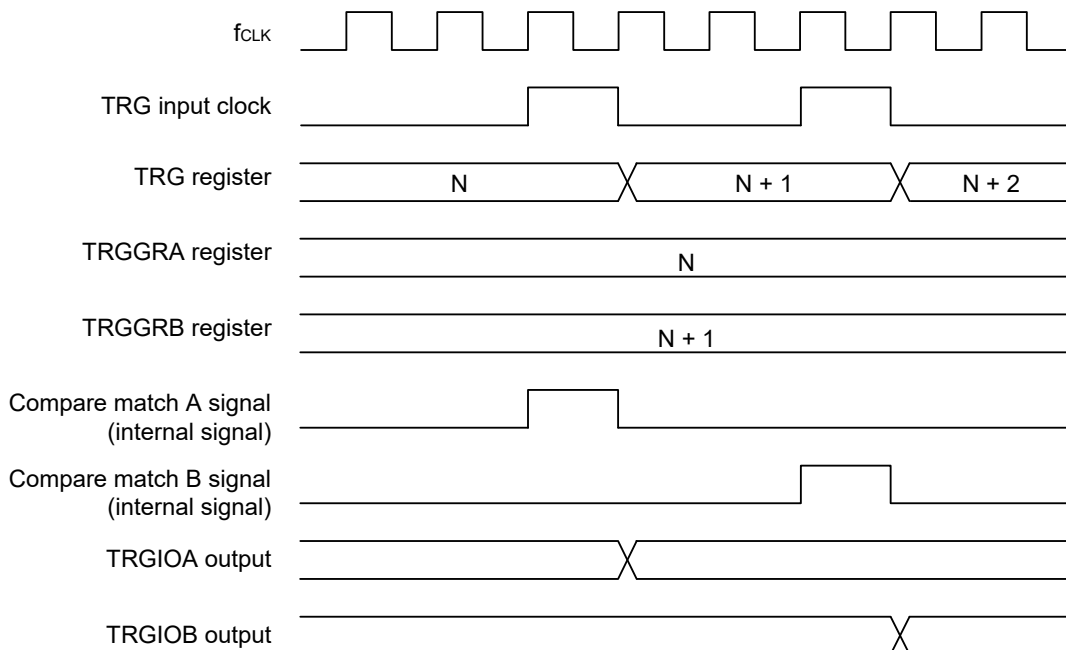 fCLK
TRG input clock
TRG register
N
N + 1
N + 2
TRGGRA register
N
TRGGRB register
N + 1
Compare match A signal
(internal signal)
Compare match B signal
(internal signal)
TRGIOA output
TRGIOB output